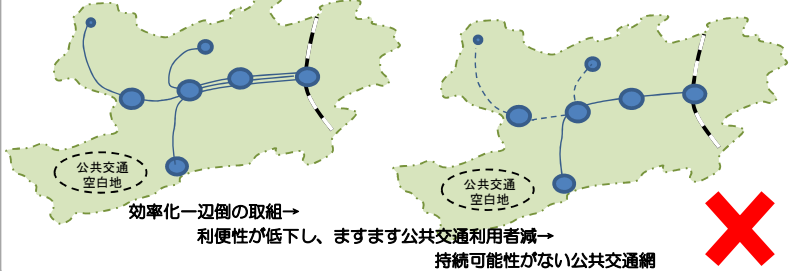 公共交通
空白地
公共交通
空白地
効率化一辺倒の取組→
利便性が低下し、ますます公共交通利用者減→
持続可能性がない公共交通網